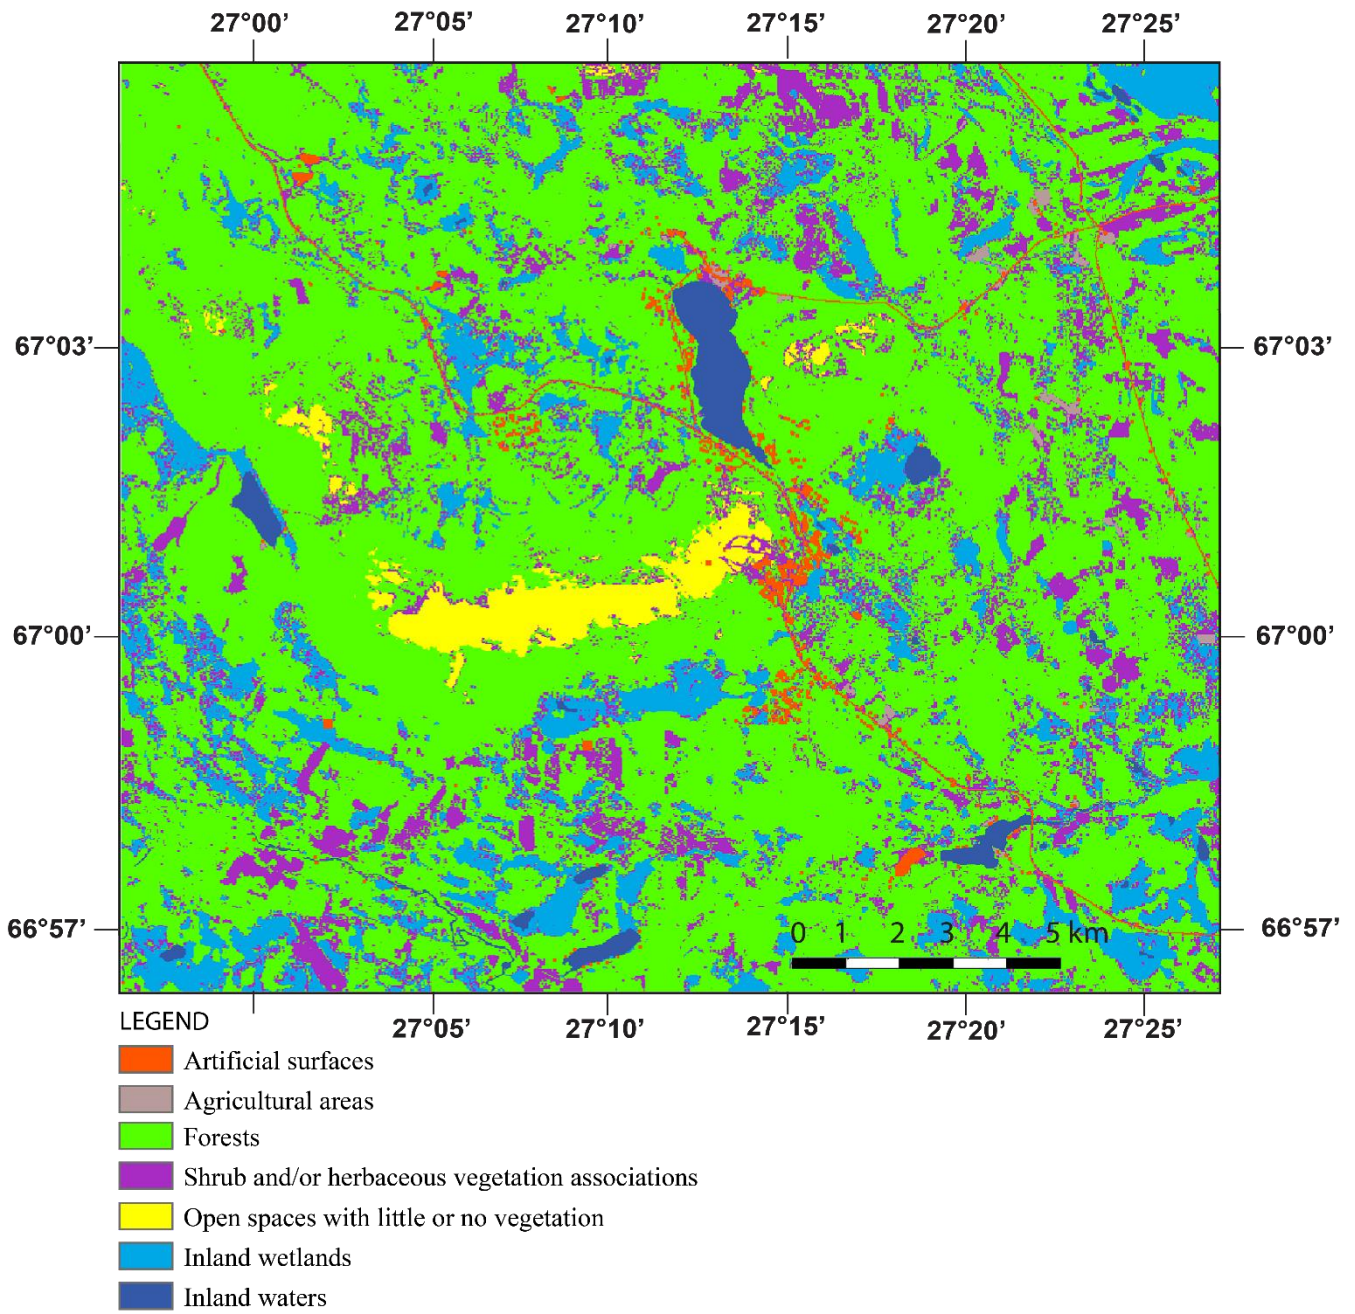 27°00’ 27°05’ 27°10’ 27°15’ 27°20’ 27°25’
67°03’ 67°03’
67°00’ 67°00’
66°57’ 66°57’
0 1 2 3 4 5 km
27°05’ 27°10’ 27°15’ 27°20’ 27°25’
LEGEND
Artificial surfaces
Agricultural areas
Forests
Shrub and/or herbaceous vegetation associations
Open spaces with little or no vegetation
Inland wetlands
Inland waters